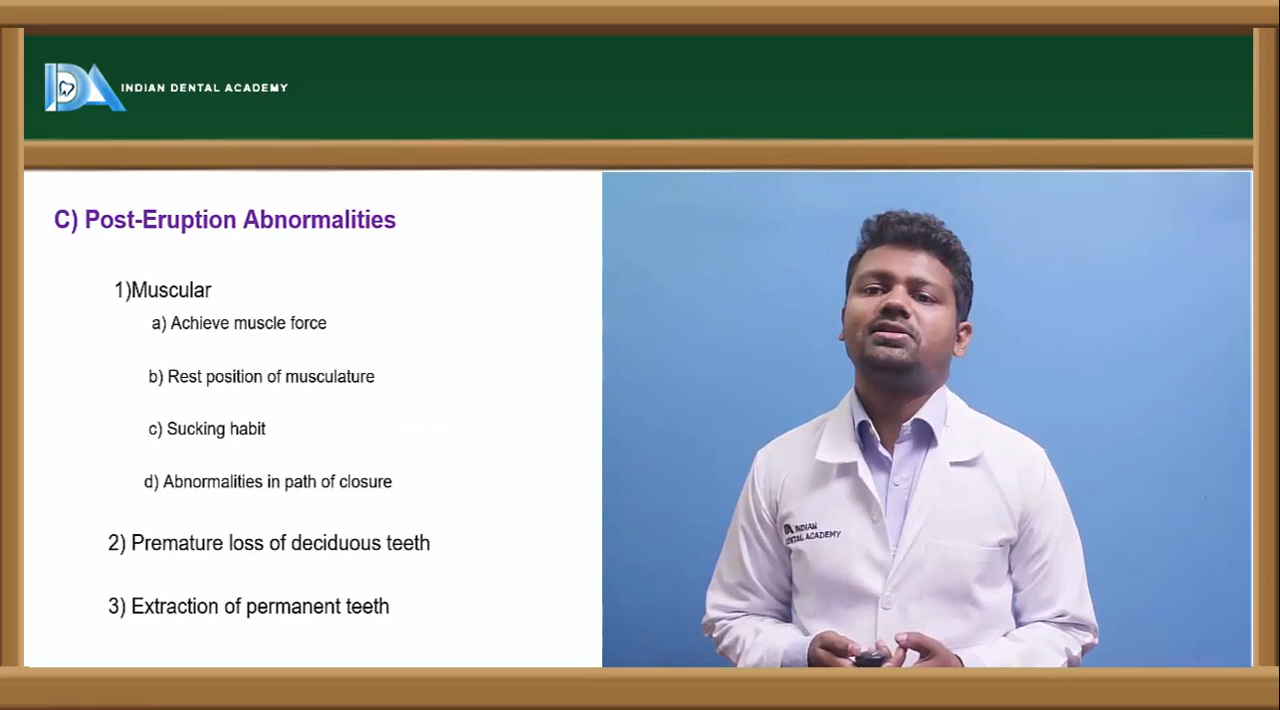 INDIAN DENTAL ACADEMY
C) Post-Eruption Abnormalities
1)Muscular
a) Achieve muscle force
b) Rest position of musculature
c) Sucking habit
d) Abnormalities in path of closure
2) Premature loss of deciduous teeth
3) Extraction of permanent teeth
INDIAN
DENTAL ACADEMY